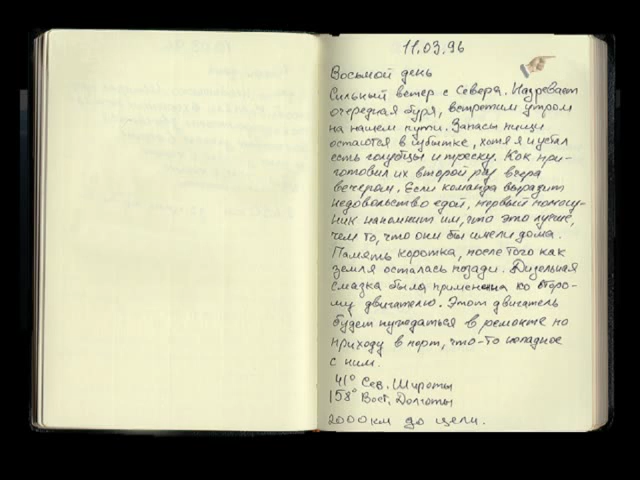 11.03.96
Восьмой день
Сильный ветер с Севера. Назревает
очередная буря, встретим утром
на нашем пути. Запасы пищи
остаются в избытке, хотя я и устал
есть голубцы и треску. Кок при-
готовил их второй раз вчера
вечером. Если команда выразит
недовольство едой, первый помощ-
ник напомнит им, что это лучше,
чем то, что они бы имели дома.
Память коротка, после того как
земля осталась позади. Дизельная
смазка была применена ко второ-
му двигателю. Этот двигатель
будет нуждаться в ремонте по
приходу в порт, что-то неладное
с ним.
41° Сев. Широты
158° Вост. Долготы
2000 км до цели.